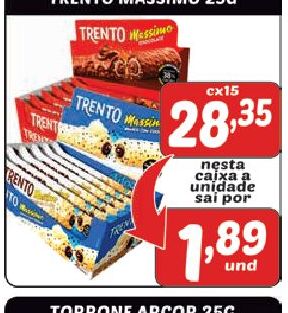 TRENTO MASSIMO 25G
TRENTO Massimo
TRENTO
TRENTO
TRENTO
cx15
28,35
nesta
caixa a
unidade
sai por
1,89
und
TORRONE ARCOR 25G